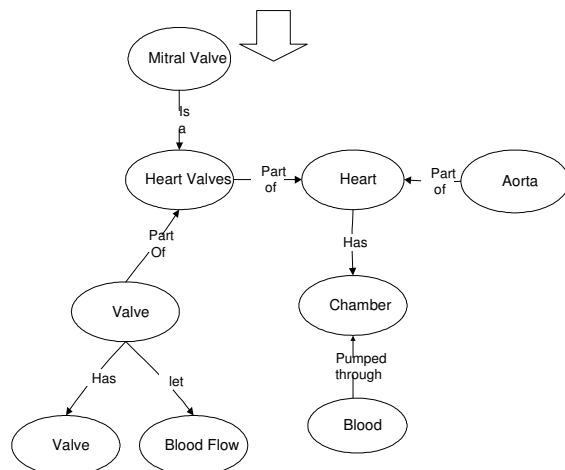 Mitral Valve
Is
a
Heart Valves
Part
of
Heart
Part
of
Aorta
Part
Of
Has
Valve
Chamber
Has
let
Pumped
through
Valve
Blood Flow
Blood